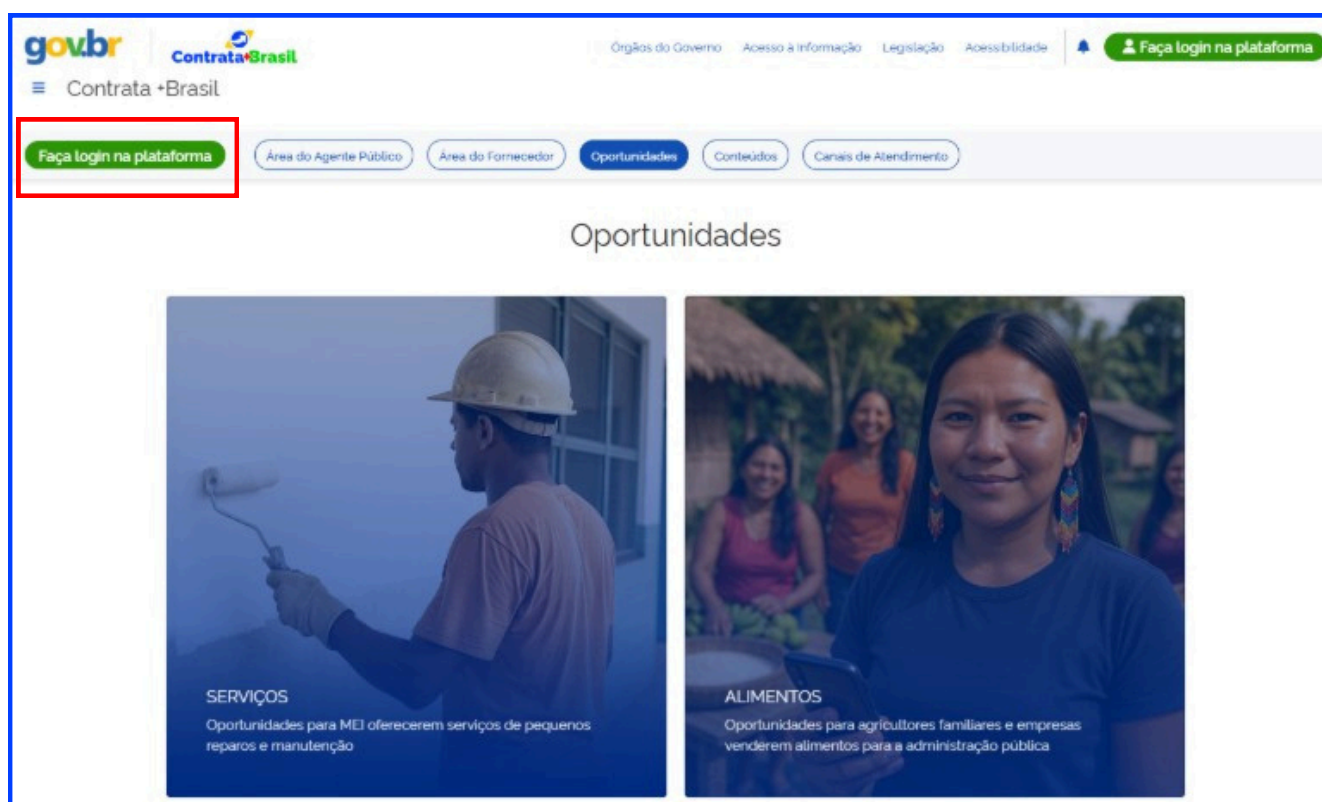 gov.br
Contrata+Brasil
Órgãos do Governo Acesso à Informação Legislação Acessibilidade
Faça login na plataforma
Contrata +Brasil
Faça login na plataforma
Área do Agente Público
Área do Fornecedor
Oportunidades
Conteúdos
Canais de Atendimento
Oportunidades
SERVIÇOS
Oportunidades para MEI oferecerem serviços de pequenos
reparos e manutenção
ALIMENTOS
Oportunidades para agricultores familiares e empresas
venderem alimentos para a administração pública